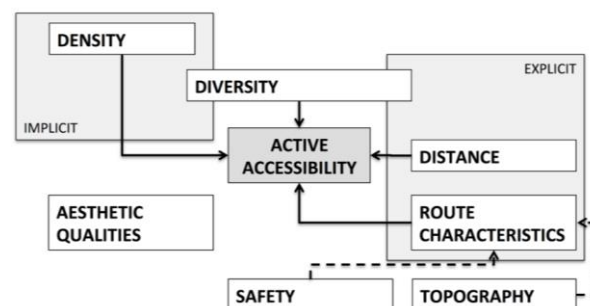 DENSITY
EXPLICIT
DIVERSITY
IMPLICIT
ACTIVE
ACCESSIBILITY
DISTANCE
AESTHETIC
QUALITIES
ROUTE
CHARACTERISTICS
SAFETY
TOPOGRAPHY